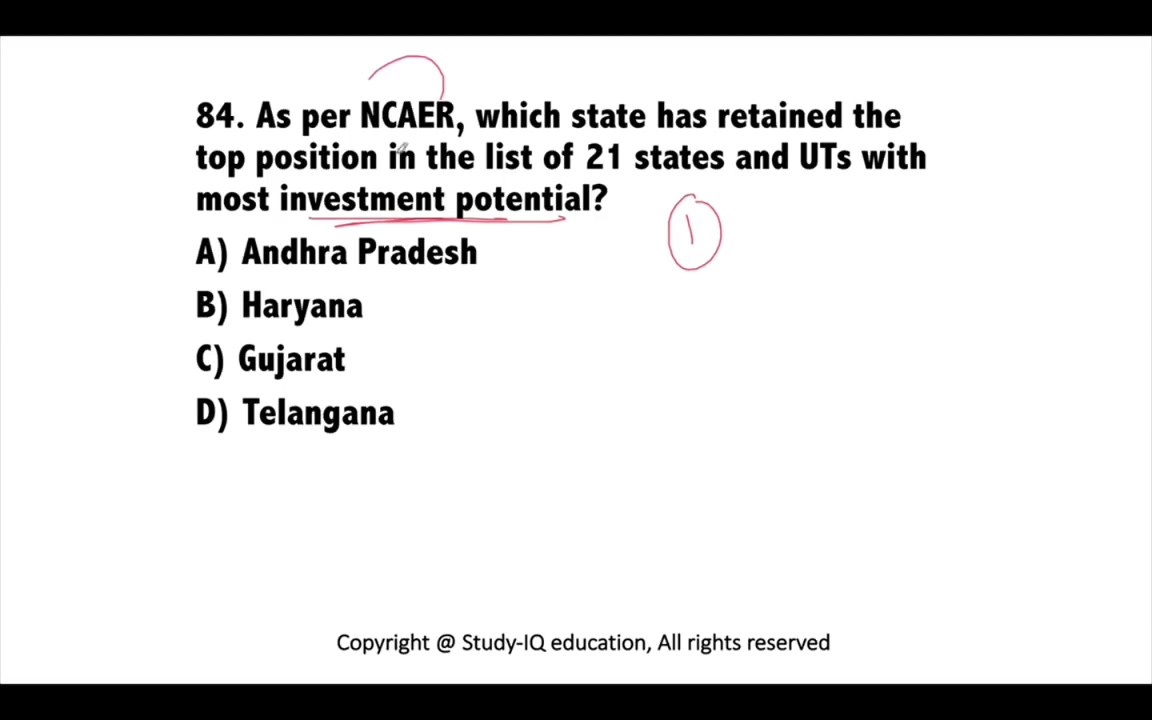 84. As per NCAER, which state has retained the
top position in the list of 21 states and UTs with
most investment potential?
1
A) Andhra Pradesh
B) Haryana
C) Gujarat
D) Telangana
Copyright @ Study-IQ education, All rights reserved